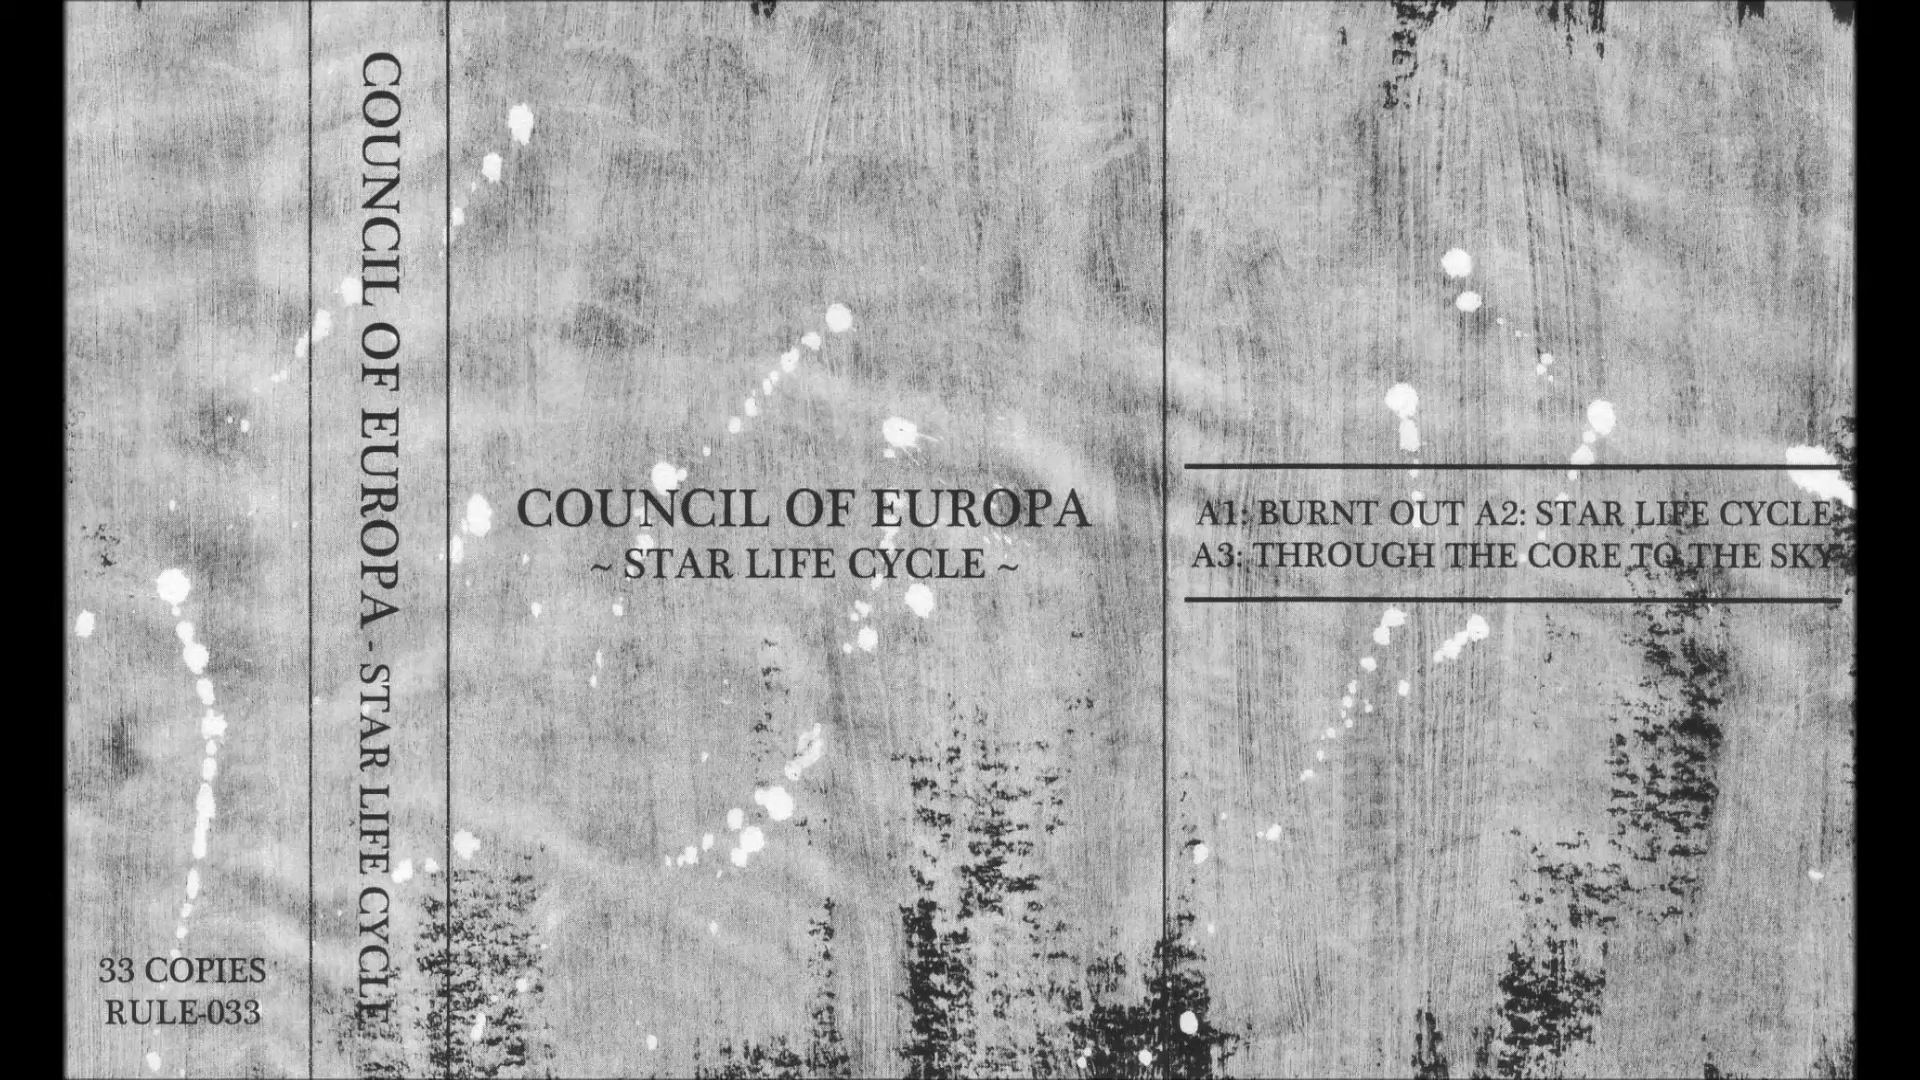 33 COPIES
RULE-033
COUNCIL OF EUROPA - STAR LIFE CYCLE
COUNCIL OF EUROPA
~ STAR LIFE CYCLE ~
A1: BURNT OUT A2: STAR LIFE CYCLE
A3: THROUGH THE CORE TO THE SKY